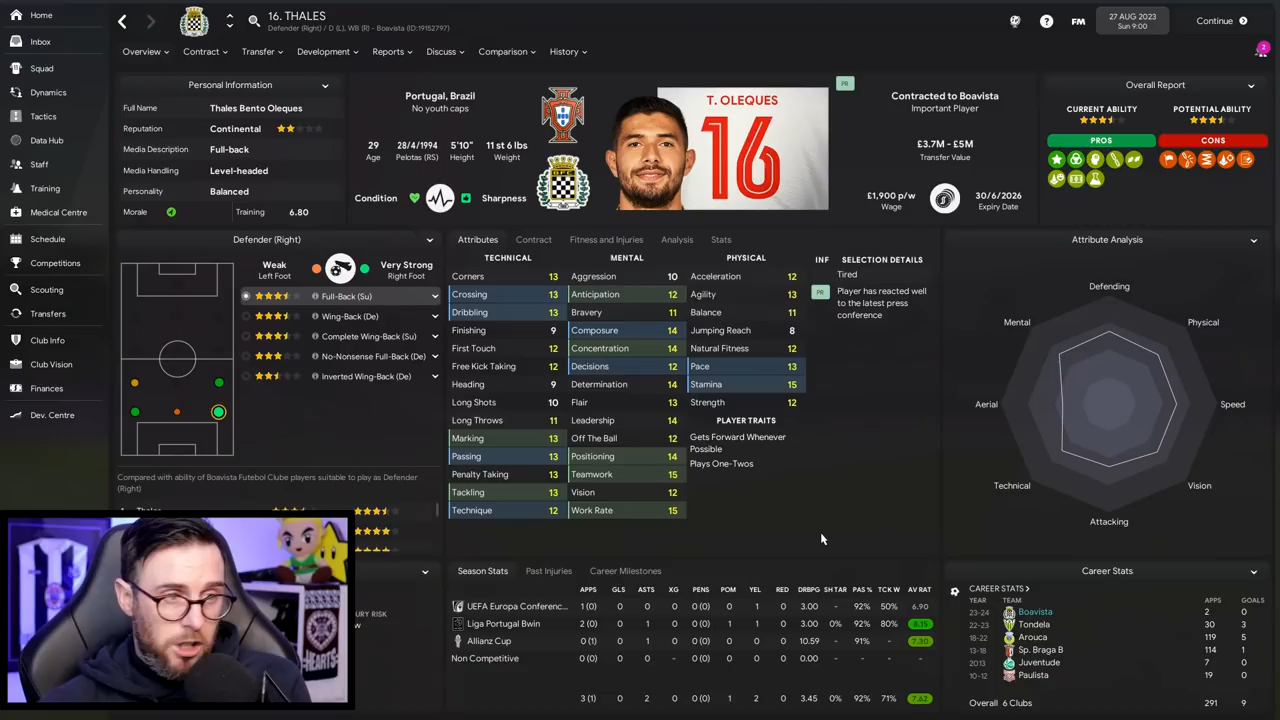 Home
Inbox
Squad
Dynamics
Tactics
Data Hub
Staff
Training
Medical Centre
Schedule
Competitions
Scouting
Transfers
Club Info
Club Vision
Finances
Dev. Centre
16. THALES
Defender (Right) / D (L), WB (R) - Boavista (ID:19152797)
FM
27 AUG 2023
Sun 9:00
Continue
Overview
Contract
Transfer
Development
Reports
Discuss
Comparison
History
2
Personal Information
Full Name Thales Bento Oleques
Reputation Continental
Media Description Full-back
Media Handling Level-headed
Personality Balanced
Morale
Training 6.80
Portugal, Brazil
No youth caps
29
Age
28/4/1994
Pelotas (RS)
5'10"
Height
11 st 6 lbs
Weight
Condition
Sharpness
T. OLEQUES
16
PR
Contracted to Boavista
Important Player
£3.7M - £5M
Transfer Value
£1,900 p/w
Wage
30/6/2026
Expiry Date
Overall Report
CURRENT ABILITY
POTENTIAL ABILITY
PROS
CONS
Defender (Right)
Weak
Left Foot
Very Strong
Right Foot
Full-Back (Su)
Wing-Back (De)
Complete Wing-Back (Su)
No-Nonsense Full-Back (De)
Inverted Wing-Back (De)
Compared with ability of Boavista Futebol Clube players suitable to play as Defender
(Right)
Thales
Attributes
Contract
Fitness and Injuries
Analysis
Stats
TECHNICAL
Corners 13
Crossing 13
Dribbling 13
Finishing 9
First Touch 12
Free Kick Taking 12
Heading 9
Long Shots 10
Long Throws 11
Marking 13
Passing 13
Penalty Taking 13
Tackling 13
Technique 12
MENTAL
Aggression 10
Anticipation 12
Bravery 11
Composure 14
Concentration 14
Decisions 12
Determination 14
Flair 13
Leadership 14
Off The Ball 12
Positioning 14
Teamwork 15
Vision 12
Work Rate 15
PHYSICAL
Acceleration 12
Agility 13
Balance 11
Jumping Reach 8
Natural Fitness 12
Pace 13
Stamina 15
Strength 12
PLAYER TRAITS
Gets Forward Whenever
Possible
Plays One-Twos
INF
PR
SELECTION DETAILS
Tired
Player has reacted well
to the latest press
conference
Attribute Analysis
Defending
Physical
Speed
Vision
Attacking
Technical
Aerial
Mental
URY RISK
Season Stats
Past Injuries
Career Milestones
APPS GLS ASTS XG PENS POM YEL RED DRBPG SH TAR PAS % TCK W AV RAT
UEFA Europa Conferenc... 1 (0) 0 0 0 0 (0) 0 1 0 3.00 - 92% 50% 6.90
Liga Portugal Bwin 2 (0) 0 1 0 0 (0) 1 1 0 3.00 - 92% 80% 8.15
Allianz Cup 0 (1) 0 1 0 0 (0) 0 0 0 10.59 - 91% - 7.30
Non Competitive 0 (0) 0 0 - 0 (0) 0 0 0 0.00 - - - -
3 (1) 0 2 0 0 (0) 1 2 0 3.45 - 92% 71% 7.62
Career Stats
CAREER STATS >
YEAR TEAM APPS GOALS
23-24 Boavista 2 0
22-23 Tondela 30 3
18-22 Arouca 119 5
13-18 Sp. Braga B 114 1
2013 Juventude 7 0
10-12 Paulista 19 0
Overall 6 Clubs 291 9
HEARTS